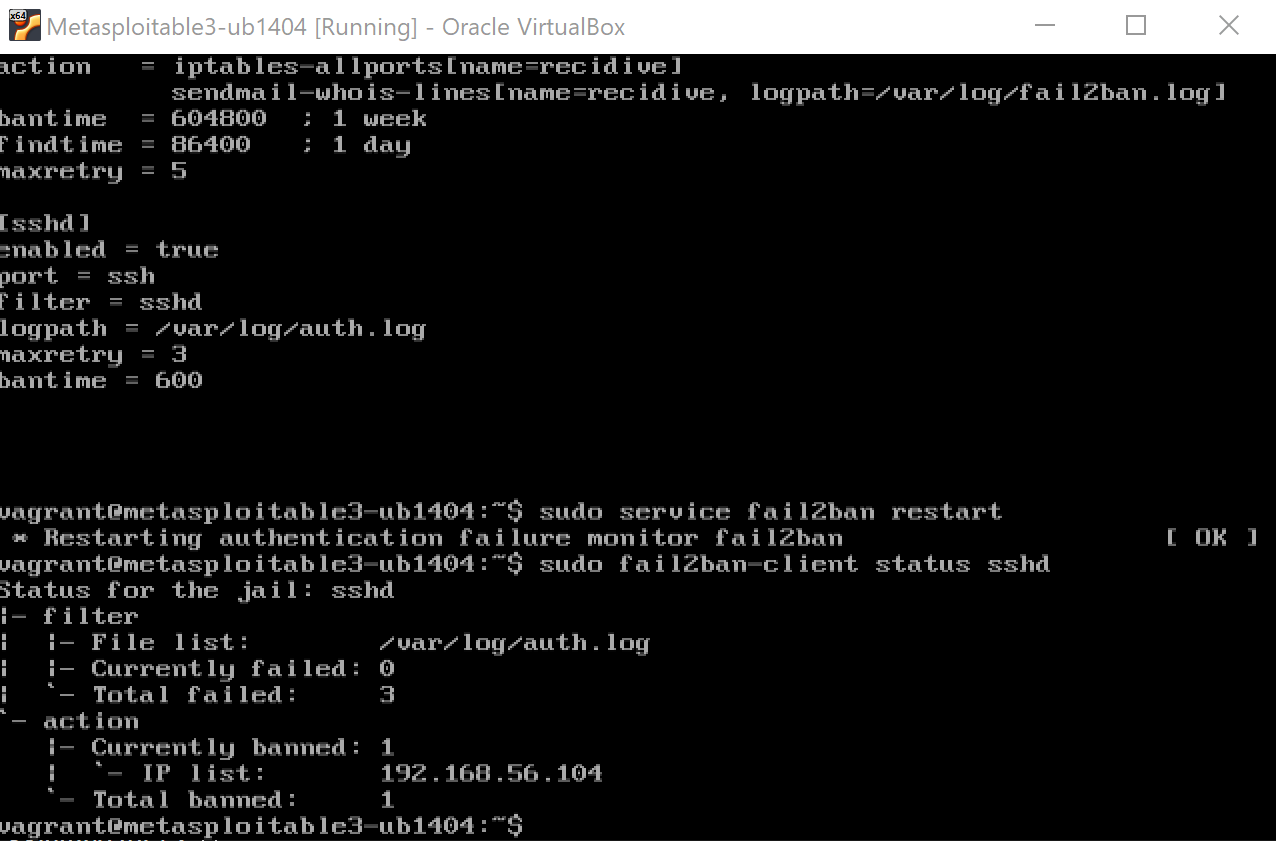 Metasploitable3-ub1404 [Running] - Oracle VirtualBox
action   = iptables-allports[name=recidive]
           sendmail-whois-lines[name=recidive, logpath=/var/log/fail2ban.log]
bantime  = 604800  ; 1 week
findtime = 86400   ; 1 day
maxretry = 5
[sshd]
enabled = true
port = ssh
filter = sshd
logpath = /var/log/auth.log
maxretry = 3
bantime = 600
vagrant@metasploitable3-ub1404:~$ sudo service fail2ban restart
 * Restarting authentication failure monitor fail2ban                    [ OK ]
vagrant@metasploitable3-ub1404:~$ sudo fail2ban-client status sshd
Status for the jail: sshd
|- filter
|  |- File list:        /var/log/auth.log
|  |- Currently failed: 0
|  `- Total failed:     3
`- action
   |- Currently banned: 1
   |  `- IP list:       192.168.56.104
   `- Total banned:     1
vagrant@metasploitable3-ub1404:~$